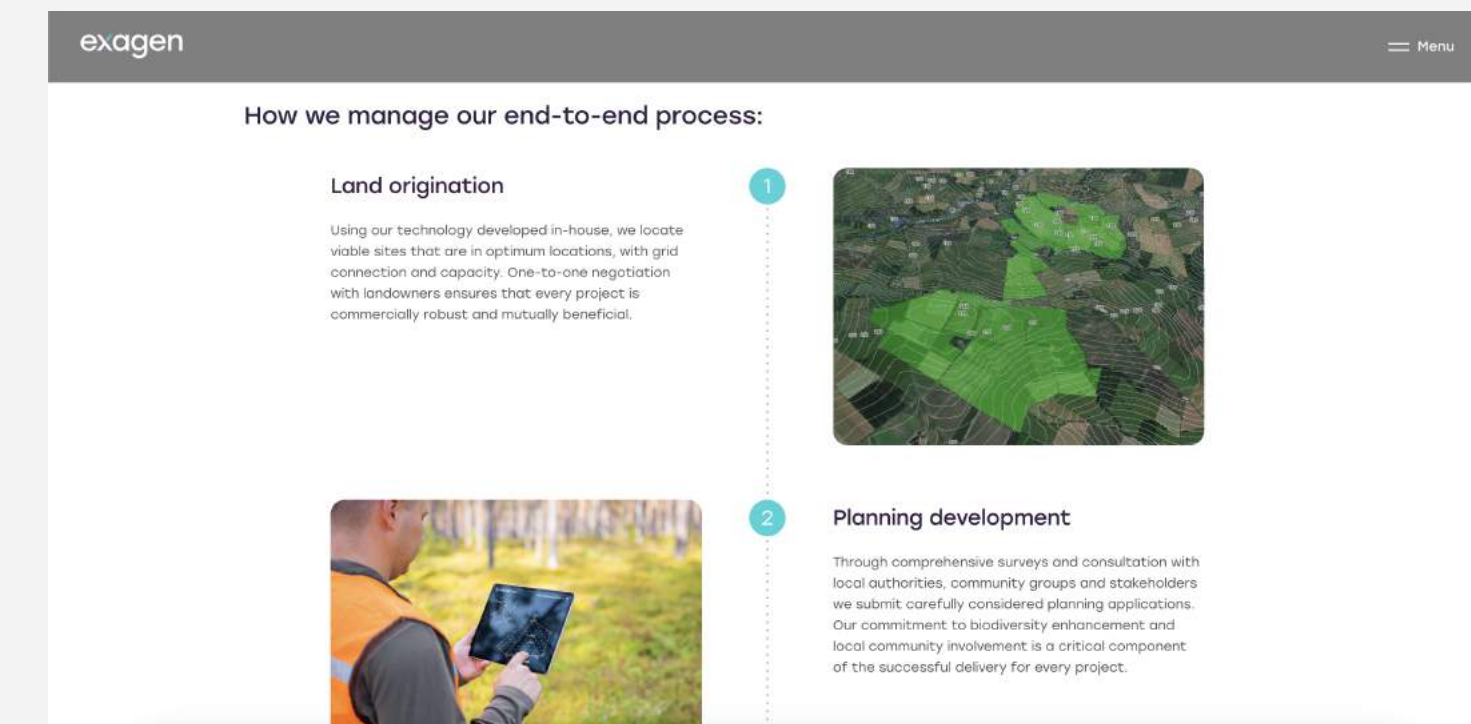 exagen
Menu
How we manage our end-to-end process:
Land origination
1
Using our technology developed in-house, we locate
viable sites that are in optimum locations, with grid
connection and capacity. One-to-one negotiation
with landowners ensures that every project is
commercially robust and mutually beneficial.
2
Planning development
Through comprehensive surveys and consultation with
local authorities, community groups and stakeholders
we submit carefully considered planning applications.
Our commitment to biodiversity enhancement and
local community involvement is a critical component
of the successful delivery for every project.